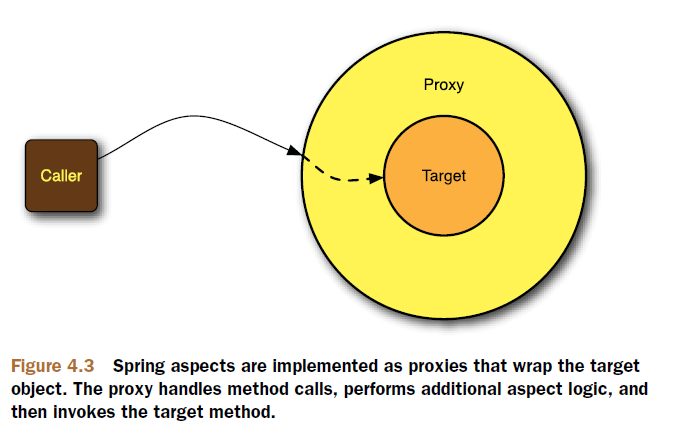 Proxy
Caller
Target
Figure 4.3 Spring aspects are implemented as proxies that wrap the target
object. The proxy handles method calls, performs additional aspect logic, and
then invokes the target method.